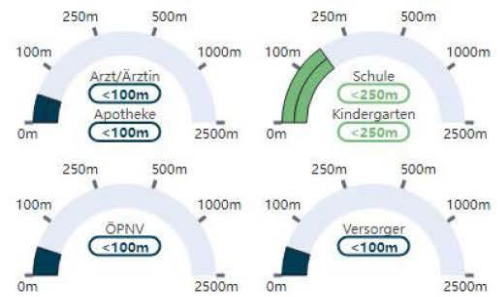 250m 500m
100m 1000m
Arzt/Ärztin
<100m
Apotheke
<100m
0m 2500m
250m 500m
100m 1000m
Schule
<250m
Kindergarten
<250m
0m 2500m
250m 500m
100m 1000m
ÖPNV
<100m
0m 2500m
250m 500m
100m 1000m
Versorger
<100m
0m 2500m